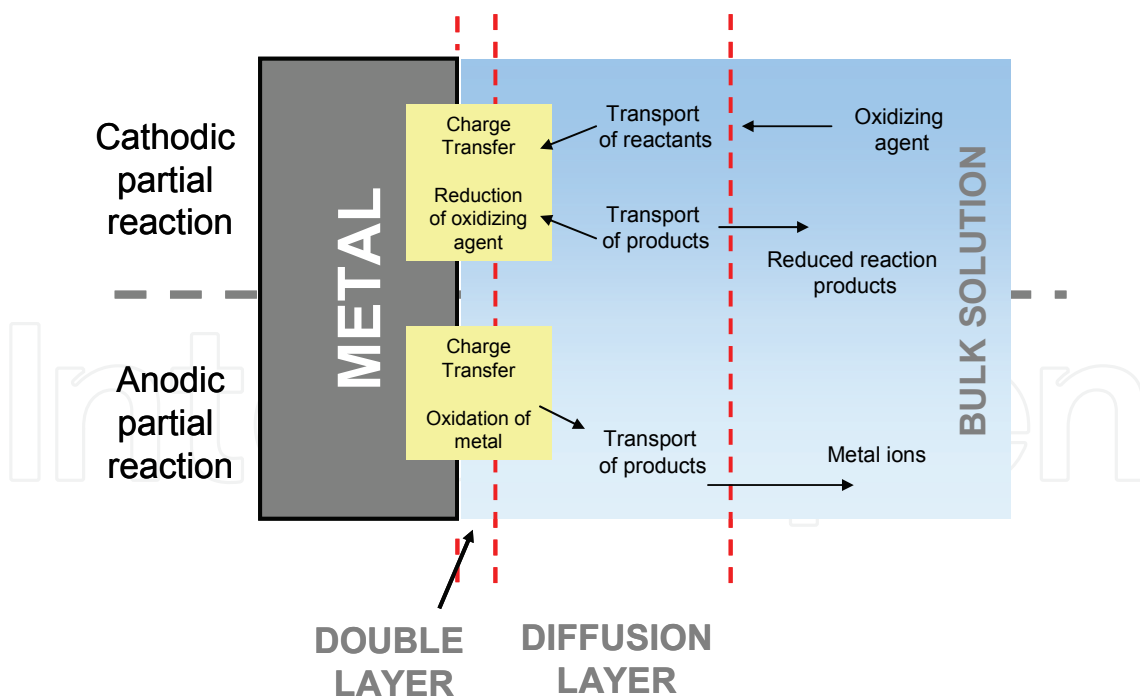 Cathodic
partial
reaction
METAL
Charge
Transfer
Reduction
of oxidizing
agent
Transport
of reactants
Oxidizing
agent
Transport
of products
Reduced reaction
products
BULK SOLUTION
Anodic
partial
reaction
Charge
Transfer
Oxidation of
metal
Transport
of products
Metal ions
DOUBLE
LAYER
DIFFUSION
LAYER